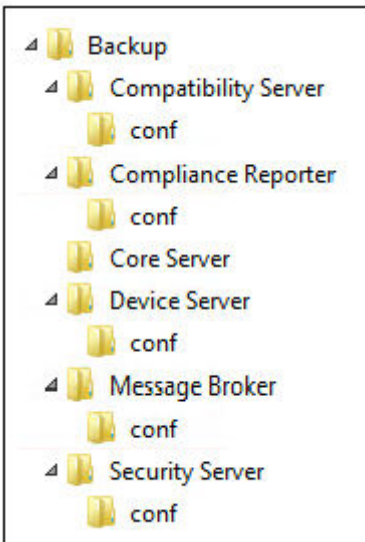 Backup
Compatibility Server
conf
Compliance Reporter
conf
Core Server
Device Server
conf
Message Broker
conf
Security Server
conf